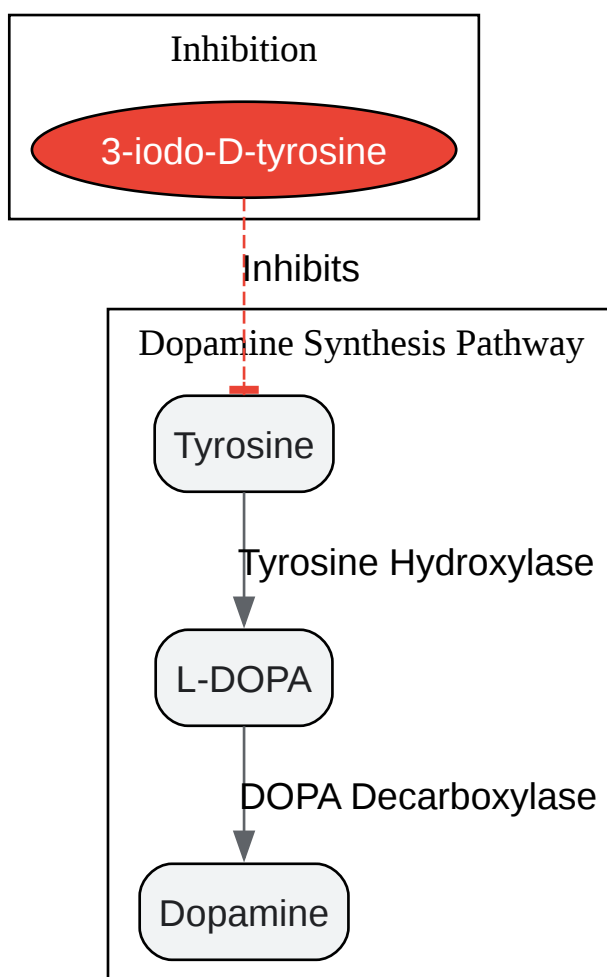 Inhibition
3-iodo-D-tyrosine
Inhibits
Dopamine Synthesis Pathway
Tyrosine
Tyrosine Hydroxylase
L-DOPA
DOPA Decarboxylase
Dopamine